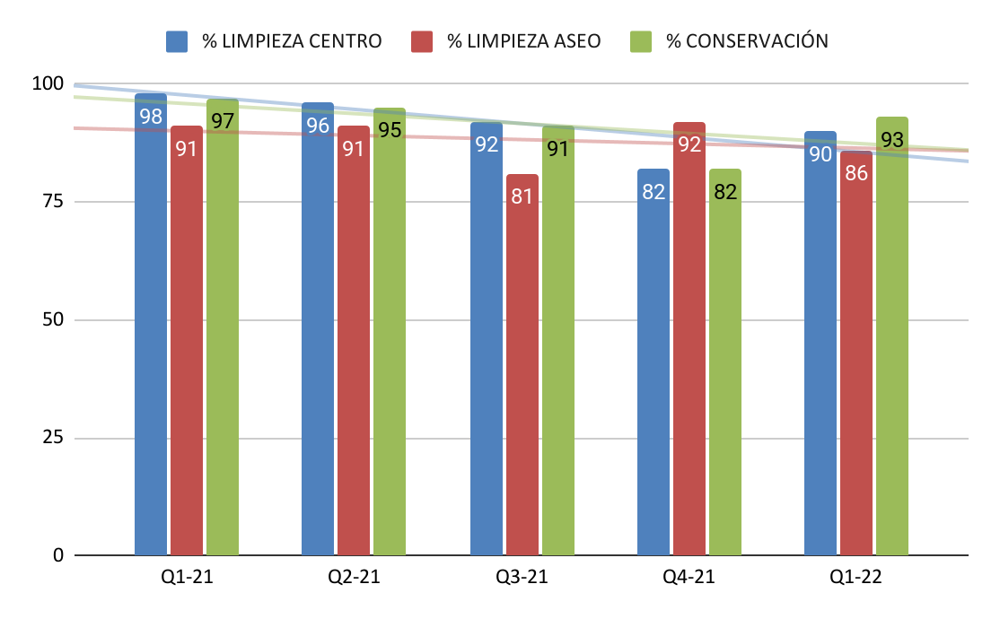 % LIMPIEZA CENTRO % LIMPIEZA ASEO % CONSERVACIÓN
100
75
50
25
0
98 91 97
96 91 95
92 81 91
82 92 82
90 86 93
Q1-21 Q2-21 Q3-21 Q4-21 Q1-22